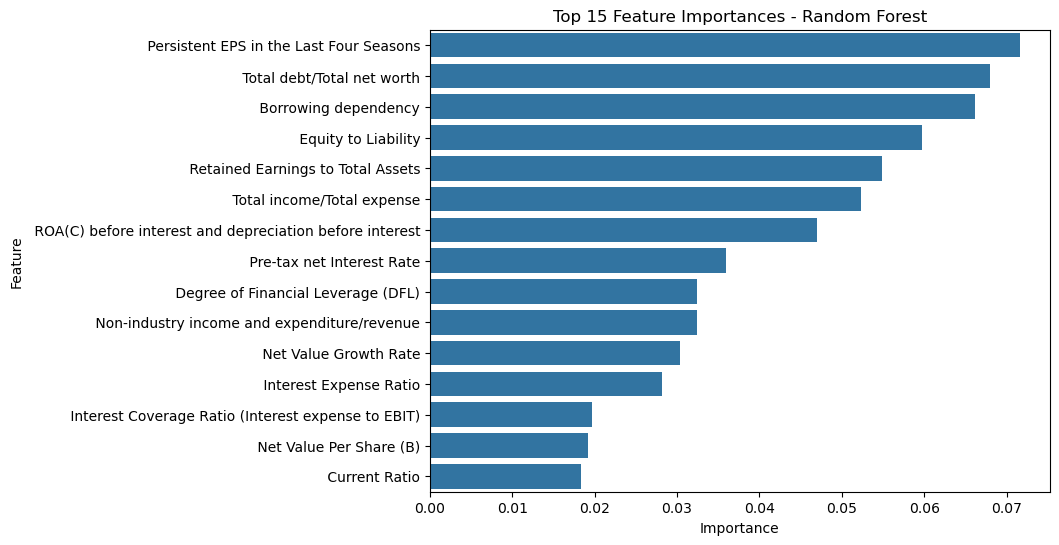 Top 15 Feature Importances - Random Forest
Persistent EPS in the Last Four Seasons
Total debt/Total net worth
Borrowing dependency
Equity to Liability
Retained Earnings to Total Assets
Total income/Total expense
ROA(C) before interest and depreciation before interest
Pre-tax net Interest Rate
Degree of Financial Leverage (DFL)
Non-industry income and expenditure/revenue
Net Value Growth Rate
Interest Expense Ratio
Interest Coverage Ratio (Interest expense to EBIT)
Net Value Per Share (B)
Current Ratio
Feature
0.00 0.01 0.02 0.03 0.04 0.05 0.06 0.07
Importance